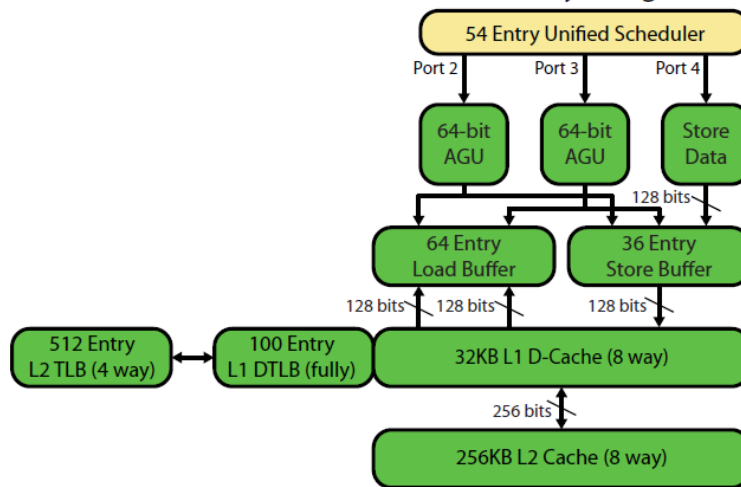 54 Entry Unified Scheduler
Port 2
Port 3
Port 4
64-bit
AGU
64-bit
AGU
Store
Data
128 bits
64 Entry
Load Buffer
36 Entry
Store Buffer
128 bits
128 bits
128 bits
512 Entry
L2 TLB (4 way)
100 Entry
L1 DTLB (fully)
32KB L1 D-Cache (8 way)
256 bits
256KB L2 Cache (8 way)